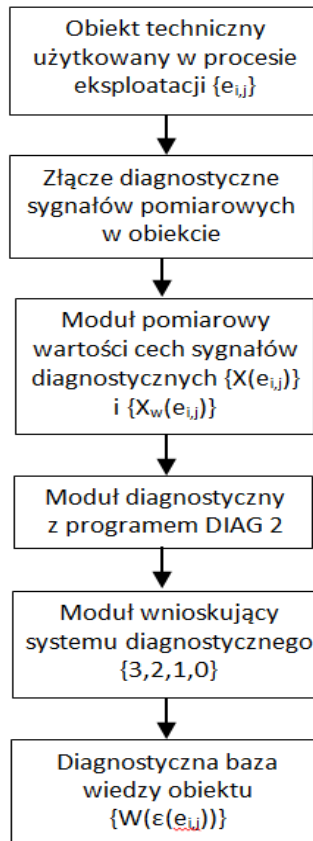 Obiekt techniczny
użytkowany w procesie
eksploatacji {eᵢ,ⱼ}
Złącze diagnostyczne
sygnałów pomiarowych
w obiekcie
Moduł pomiarowy
wartości cech sygnałów
diagnostycznych {X(eᵢ,ⱼ)}
i {X_w(eᵢ,ⱼ)}
Moduł diagnostyczny
z programem DIAG 2
Moduł wnioskujący
systemu diagnostycznego
{3,2,1,0}
Diagnostyczna baza
wiedzy obiektu
{W(ε(eᵢ,ⱼ))}